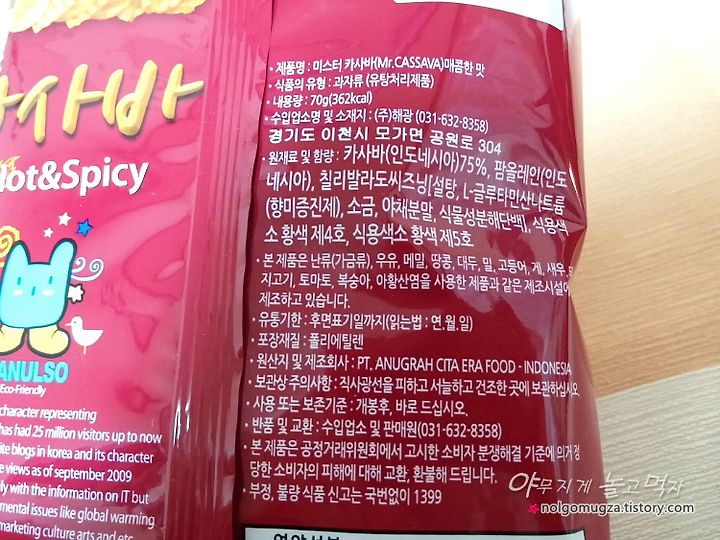 사바
Hot&Spicy
ANULSO
Eco-Friendly
character representing
has had 25 million visitors up to now
ite blogs in korea and its character
e views as of september 2009
ly with the information on IT but
mental issues like global warming
marketing culture arts and etc
• 제품명 : 미스터 카사바(Mr.CASSAVA)매콤한 맛
• 식품의 유형 : 과자류 (유탕처리제품)
• 내용량 : 70g(362kcal)
• 수입업소명 및 소재지 : (주)해광 (031-632-8358)
경기도 이천시 모가면 공원로 304
• 원재료 및 함량 : 카사바(인도네시아)75%, 팜올레인(인도
네시아), 칠리발라도씨즈닝[설탕, L-글루타민산나트륨
(향미증진제), 소금, 야채분말, 식물성분해단백], 식용색
소 황색 제4호, 식용색소 황색 제5호
• 본 제품은 난류(가금류), 우유, 메밀, 땅콩, 대두, 밀, 고등어, 게, 새우,
지고기, 토마토, 복숭아, 아황산염을 사용한 제품과 같은 제조시설에
제조하고 있습니다.
• 유통기한 : 후면표기일까지(읽는법 : 연.월.일)
• 포장재질 : 폴리에틸렌
• 원산지 및 제조회사 : PT. ANUGRAH CITA ERA FOOD - INDONESIA
• 보관상 주의사항 : 직사광선을 피하고 서늘하고 건조한 곳에 보관하십시오.
• 사용 또는 보존기준 : 개봉후, 바로 드십시오.
• 반품 및 교환 : 수입업소 및 판매원(031-632-8358)
• 본 제품은 공정거래위원회에서 고시한 소비자 분쟁해결 기준에 의거 정
당한 소비자의 피해에 대해 교환, 환불해 드립니다.
• 부정, 불량 식품 신고는 국번없이 1399
야무지게 놀고먹자
nolgomugza.tistory.com